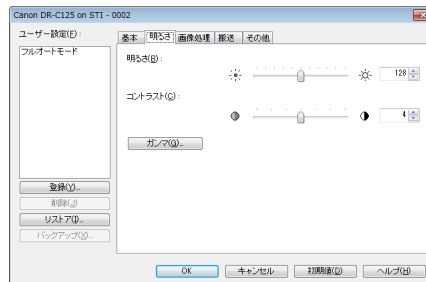 Canon DR-C125 on STI - 0002
ユーザー設定(F):
フルオートモード
登録(Y)...
削除(J)
リストア(T)...
バックアップ(X)...
基本 明るさ 画像処理 搬送 その他
明るさ(B):
128
コントラスト(C):
4
ガンマ(G)...
OK キャンセル 初期値(D) ヘルプ(H)